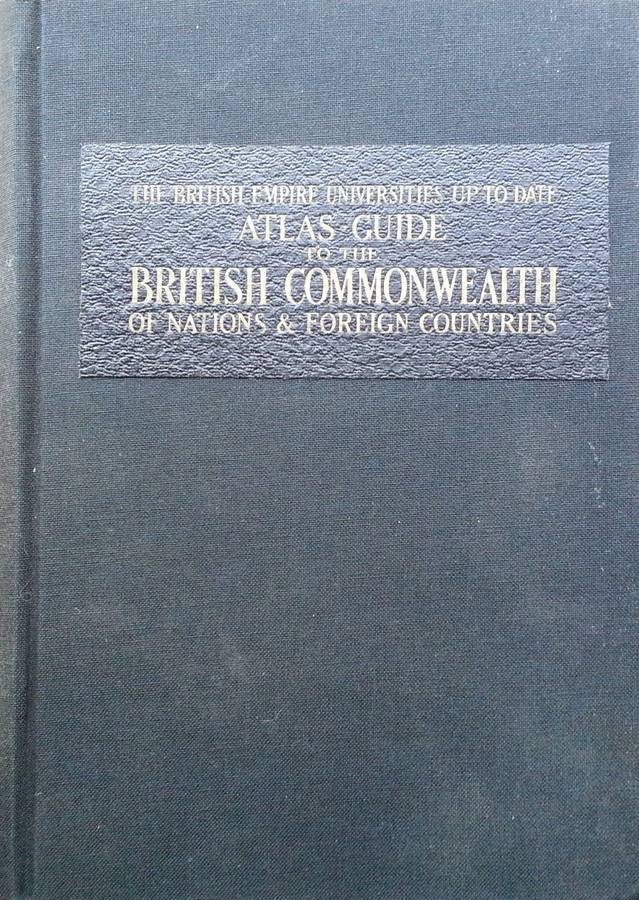 THE BRITISH EMPIRE UNIVERSITIES UP TO DATE
ATLAS-GUIDE
TO THE
BRITISH COMMONWEALTH
OF NATIONS & FOREIGN COUNTRIES